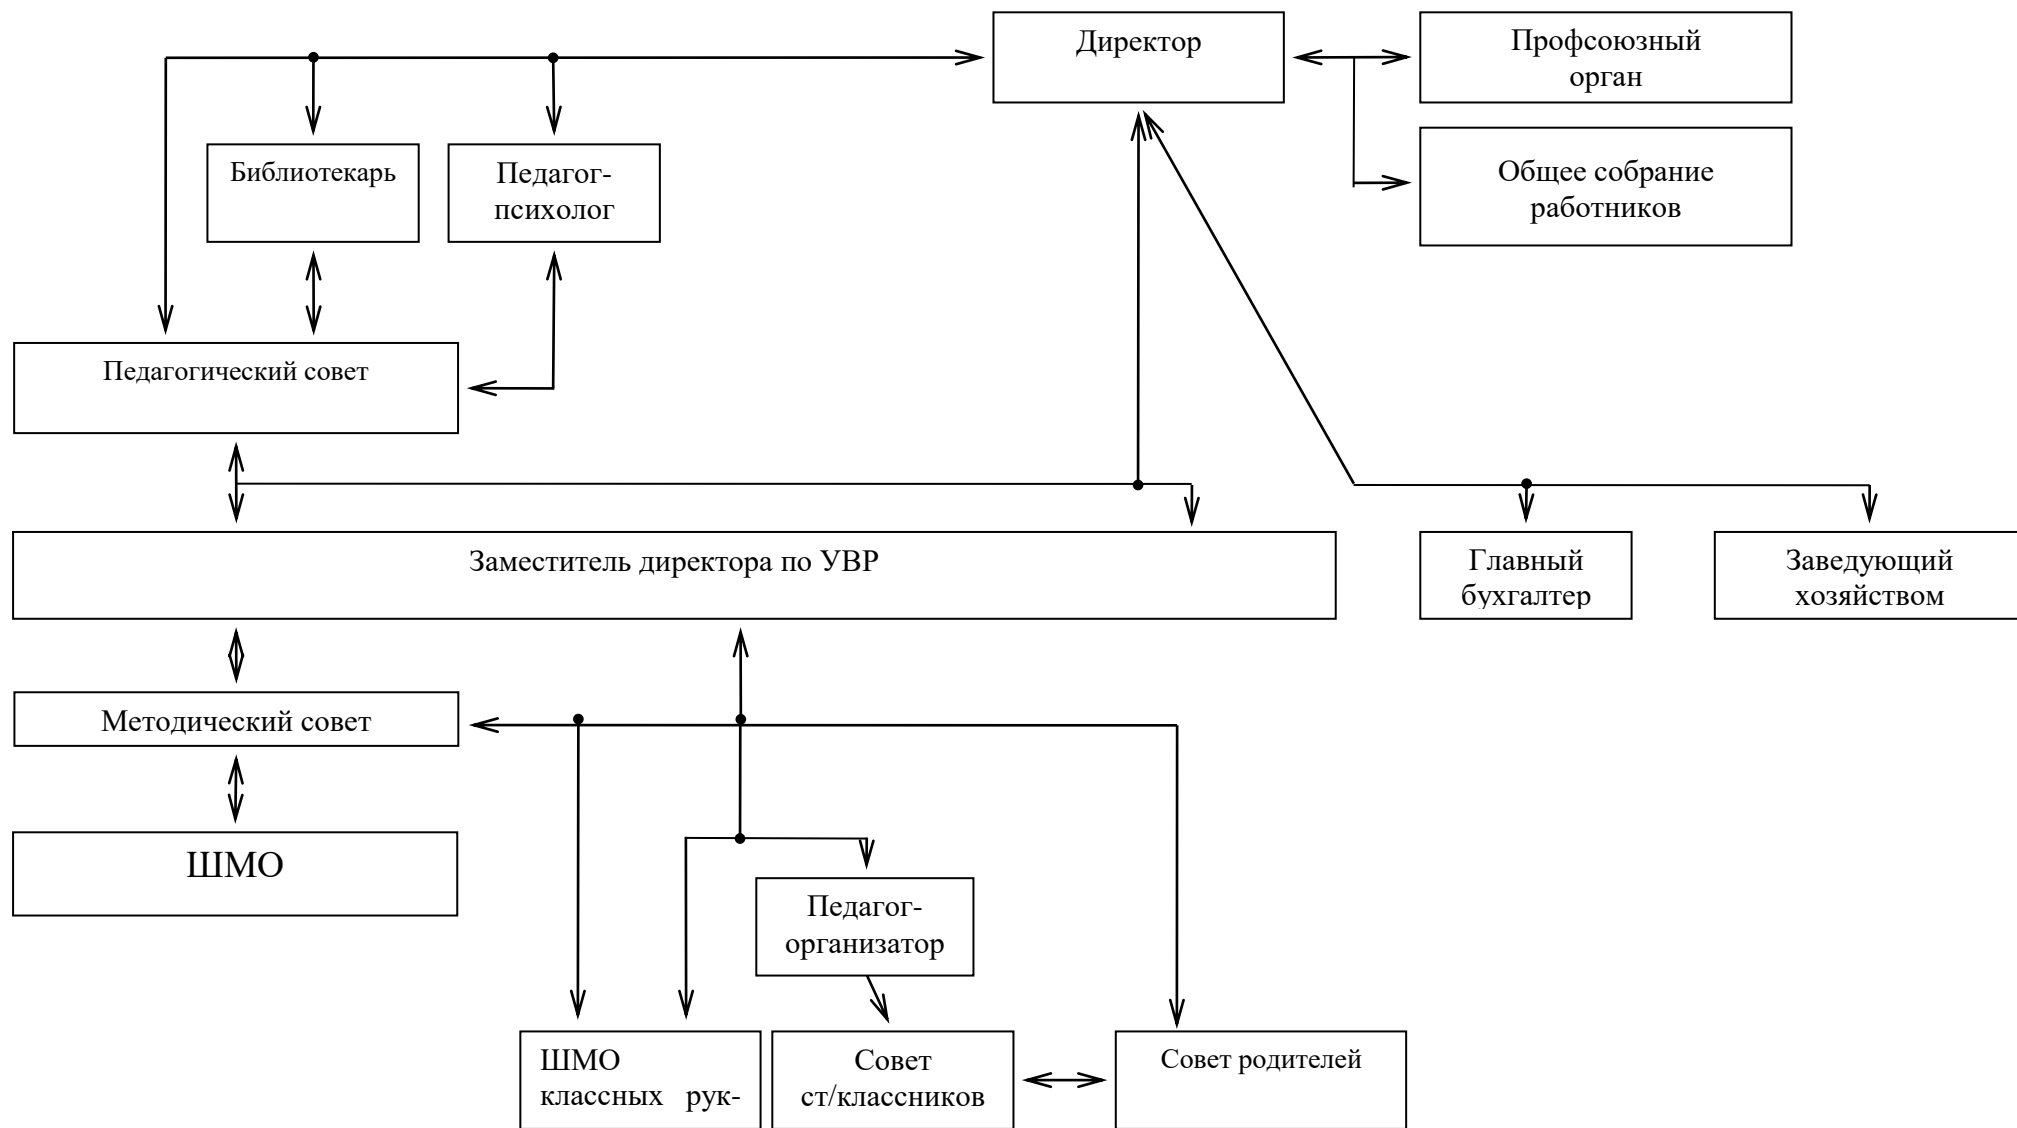 Директор
Профсоюзный
орган
Библиотекарь
Педагог-
психолог
Общее собрание
работников
Педагогический совет
Заместитель директора по УВР
Главный
бухгалтер
Заведующий
хозяйством
Методический совет
ШМО
Педагог-
организатор
ШМО
классных рук-
Совет
ст/классников
Совет родителей